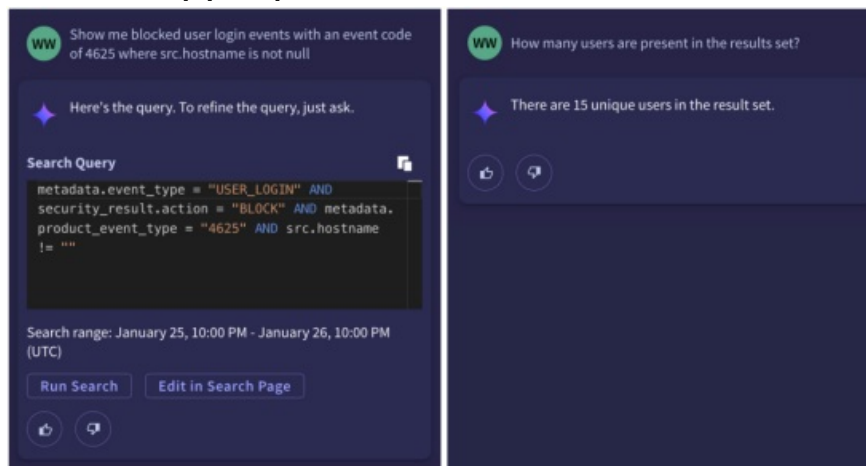 WW
Show me blocked user login events with an event code
of 4625 where src.hostname is not null
Here's the query. To refine the query, just ask.
Search Query
metadata.event_type = "USER_LOGIN" AND
security_result.action = "BLOCK" AND metadata.
product_event_type = "4625" AND src.hostname
!= ""
Search range: January 25, 10:00 PM - January 26, 10:00 PM
(UTC)
Run Search
Edit in Search Page
WW
How many users are present in the results set?
There are 15 unique users in the result set.